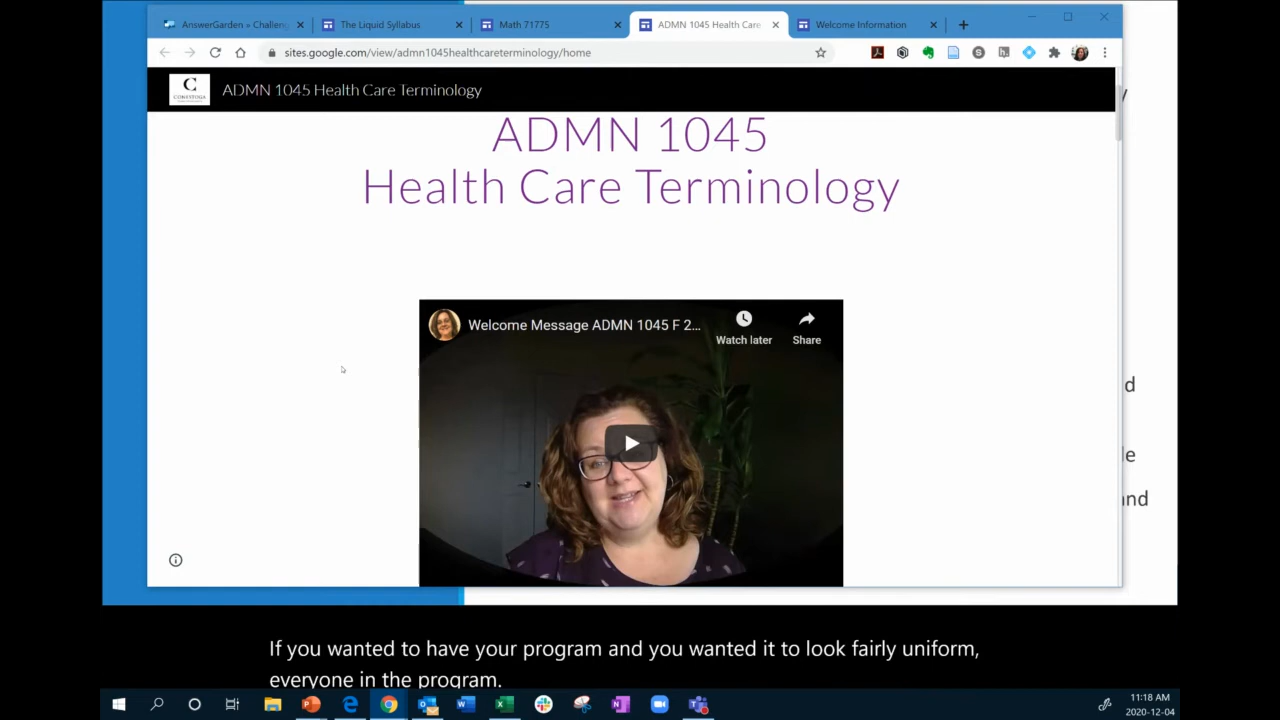 AnswerGarden » Challeng
The Liquid Syllabus
Math 71775
ADMN 1045 Health Care
Welcome Information
sites.google.com/view/admn1045healthcareterminology/home
C
CONESTOGA
ADMN 1045 Health Care Terminology
ADMN 1045
Health Care Terminology
Welcome Message ADMN 1045 F 2...
Watch later
Share
y
d
le
and
If you wanted to have your program and you wanted it to look fairly uniform,
everyone in the program.
11:18 AM
2020-12-04